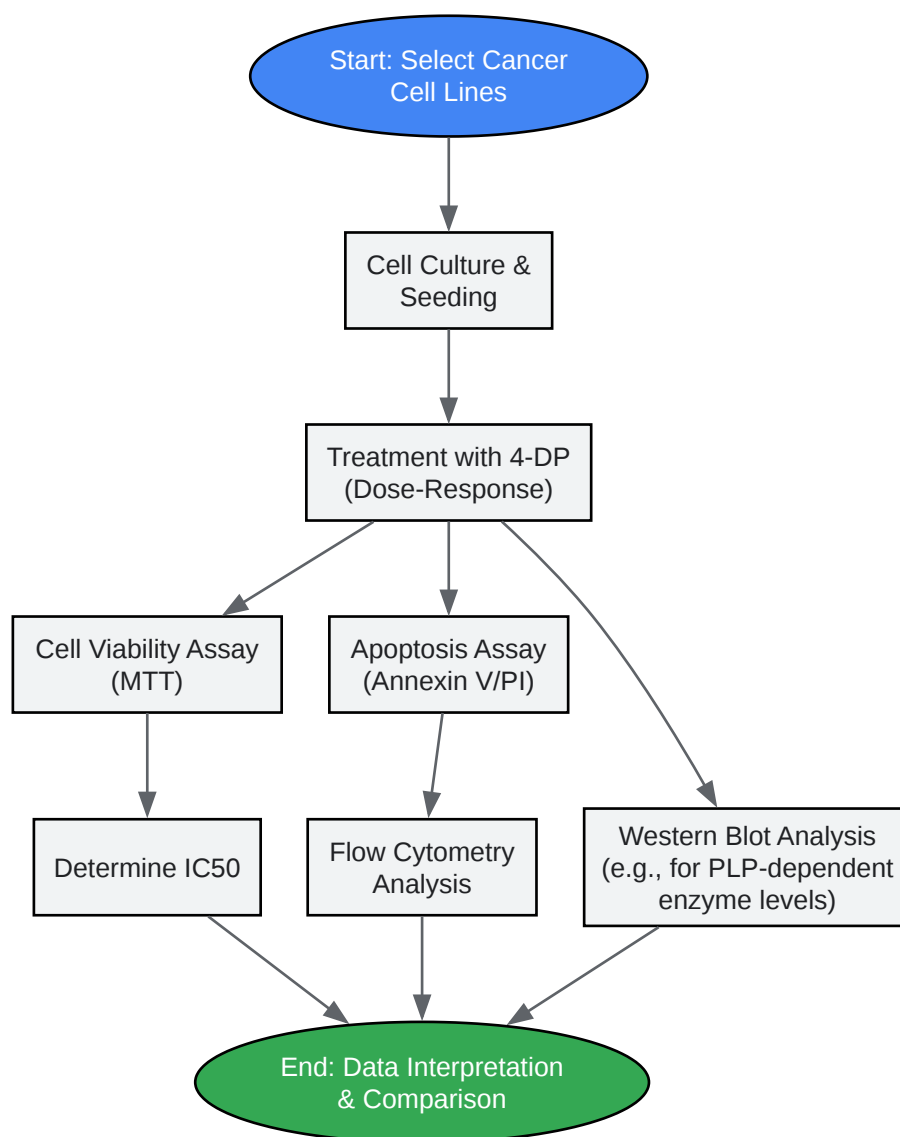 Start: Select Cancer
Cell Lines
Cell Culture &
Seeding
Treatment with 4-DP
(Dose-Response)
Cell Viability Assay
(MTT)
Apoptosis Assay
(Annexin V/PI)
Determine IC50
Flow Cytometry
Analysis
Western Blot Analysis
(e.g., for PLP-dependent
enzyme levels)
End: Data Interpretation
& Comparison